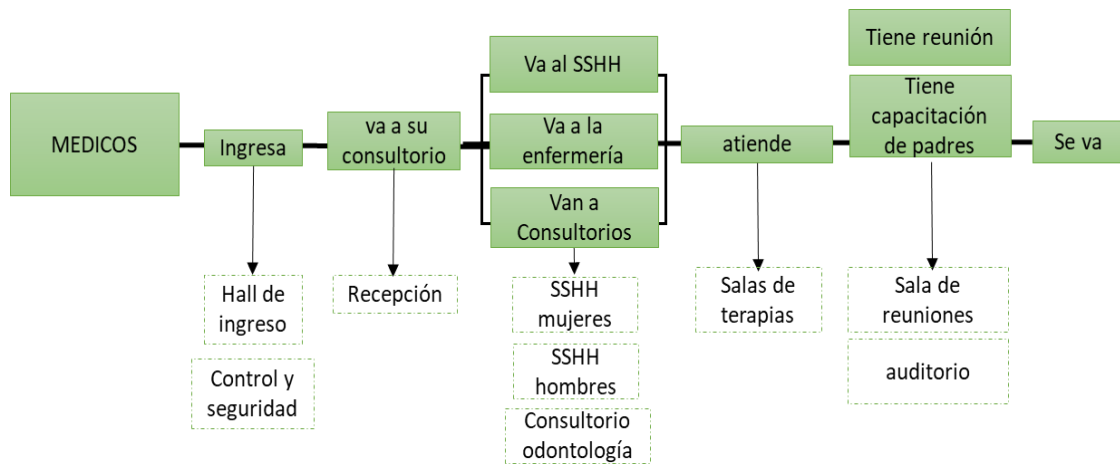 MEDICOS
Ingresa
va a su
consultorio
Va al SSHH
Va a la
enfermería
Van a
Consultorios
atiende
Tiene reunión
Tiene
capacitación
de padres
Se va
Hall de
ingreso
Control y
seguridad
Recepción
SSHH
mujeres
SSHH
hombres
Consultorio
odontología
Salas de
terapias
Sala de
reuniones
auditorio